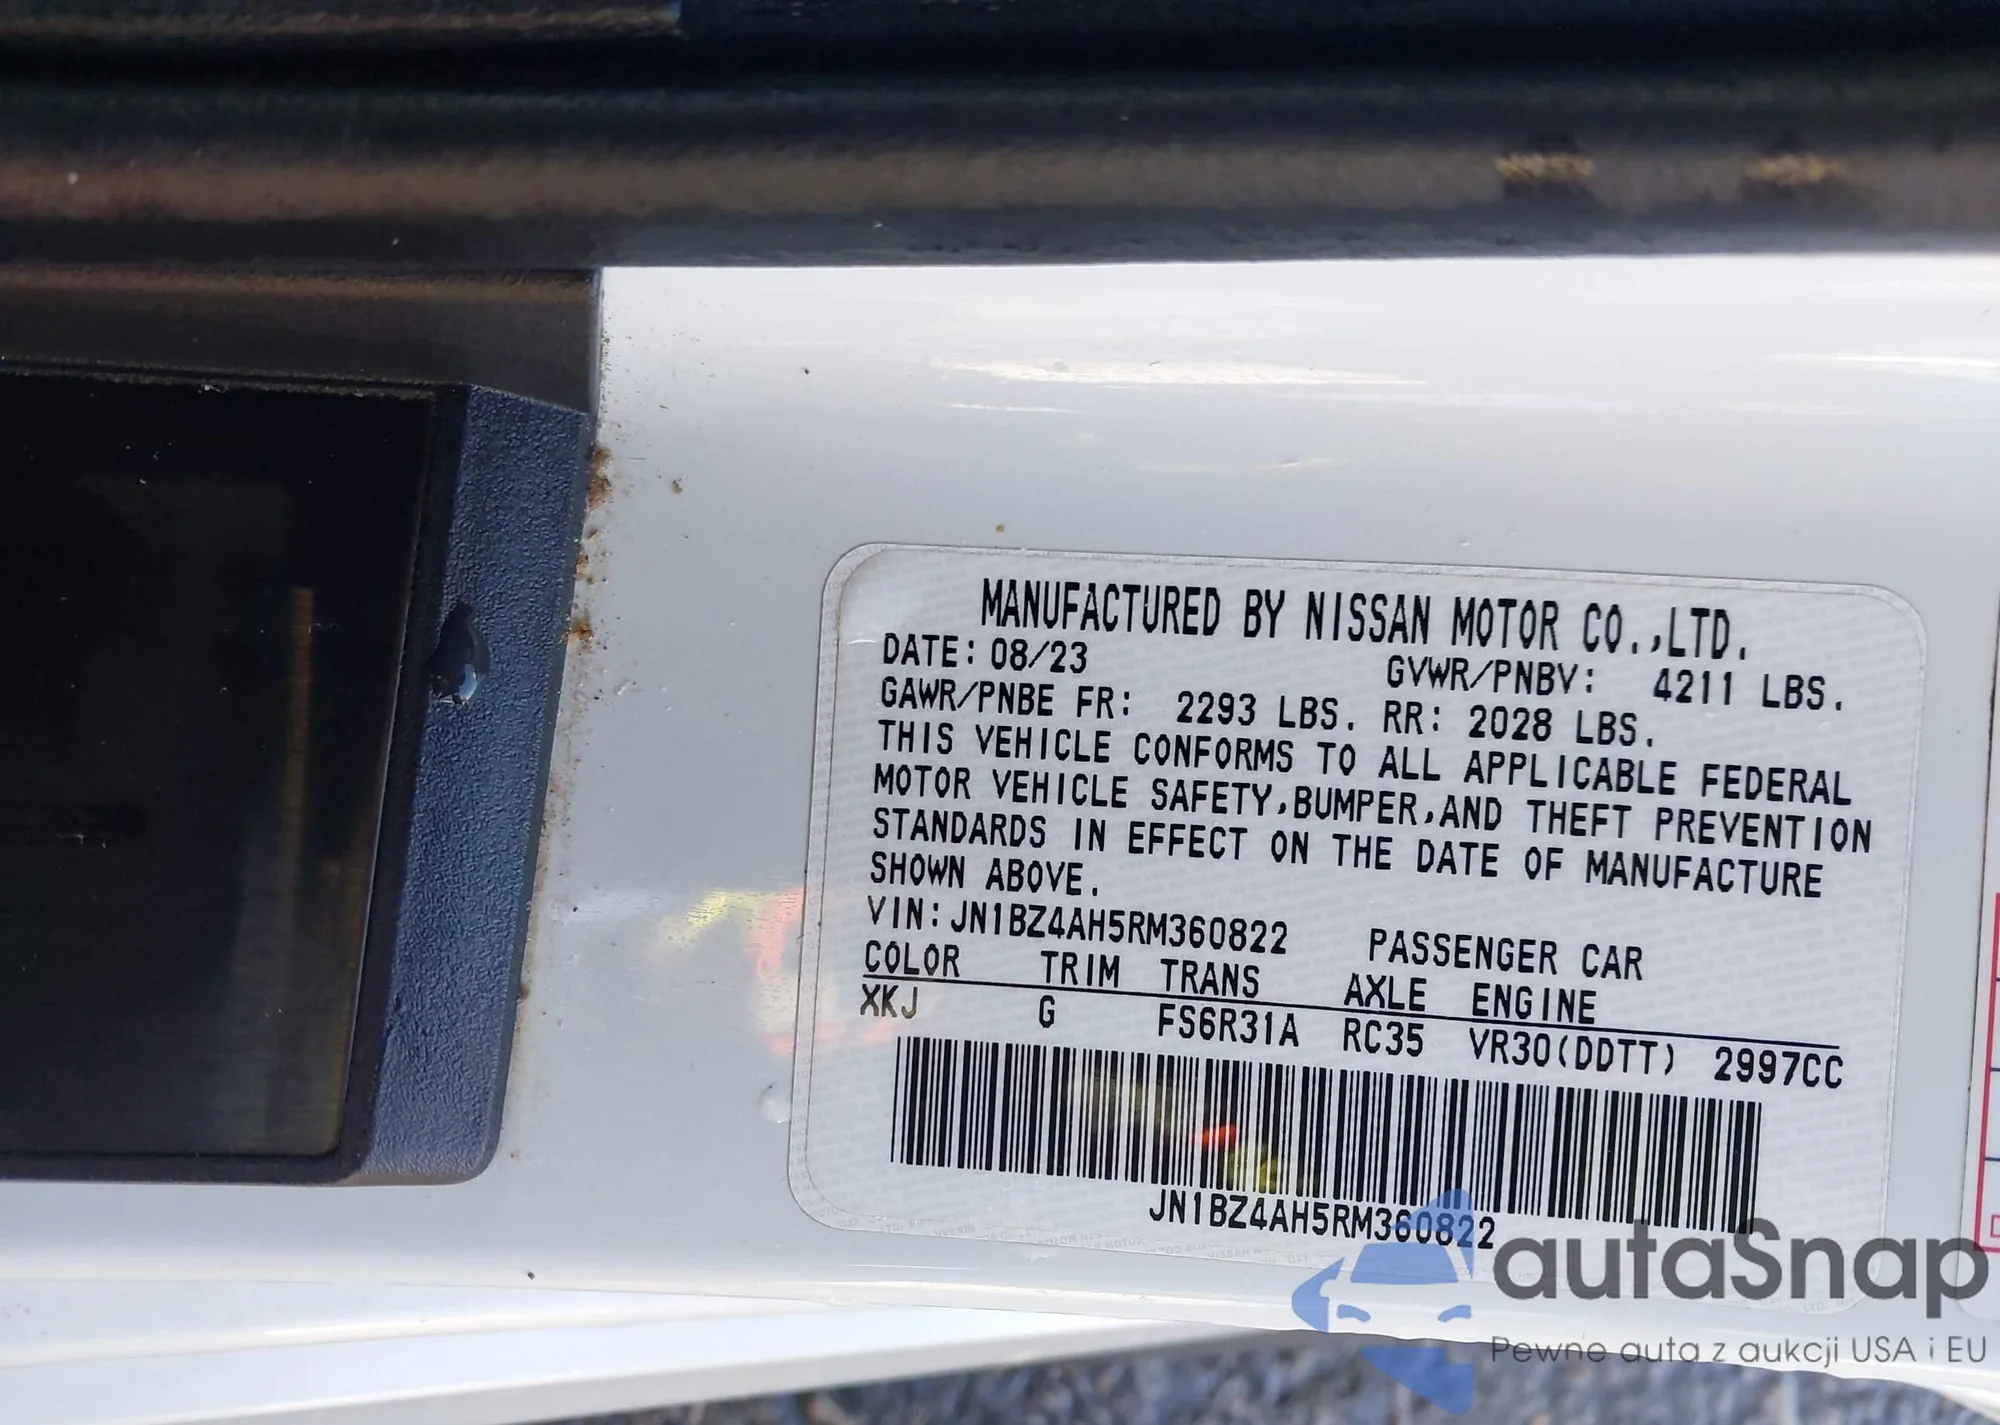 MANUFACTURED BY NISSAN MOTOR CO.,LTD.
DATE: 08/23 GVWR/PNBV: 4211 LBS.
GAWR/PNBE FR: 2293 LBS. RR: 2028 LBS.
THIS VEHICLE CONFORMS TO ALL APPLICABLE FEDERAL
MOTOR VEHICLE SAFETY,BUMPER,AND THEFT PREVENTION
STANDARDS IN EFFECT ON THE DATE OF MANUFACTURE
SHOWN ABOVE.
VIN: JN1BZ4AH5RM360822 PASSENGER CAR
COLOR TRIM TRANS AXLE ENGINE
XKJ G FS6R31A RC35 VR30(DDTT) 2997CC
JN1BZ4AH5RM360822
autaSnap
Pewne auta z aukcji USA i EU